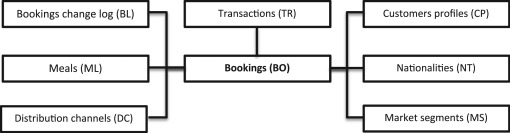 Bookings change log (BL)
Transactions (TR)
Customers profiles (CP)
Meals (ML)
Bookings (BO)
Nationalities (NT)
Distribution channels (DC)
Market segments (MS)